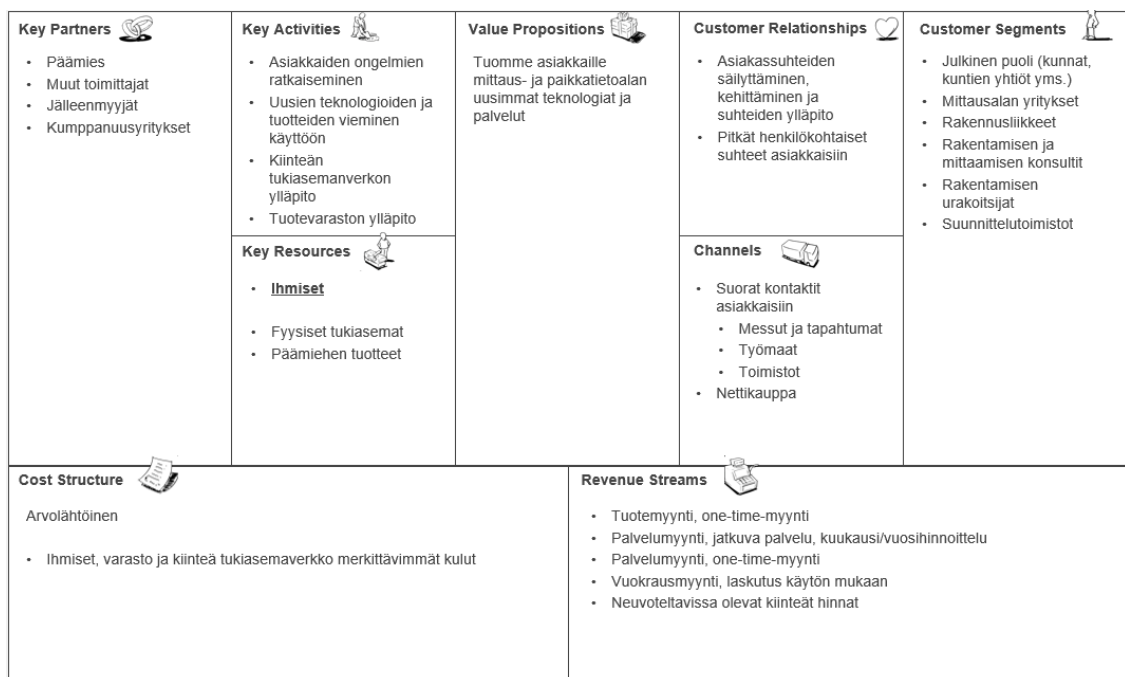 Key Partners
• Päämies
• Muut toimittajat
• Jälleenmyyjät
• Kumppanuusyritykset
Key Activities
• Asiakkaiden ongelmien
ratkaiseminen
• Uusien teknologioiden ja
tuotteiden vieminen
käyttöön
• Kiinteän
tukiasemanverkon
ylläpito
• Tuotevaraston ylläpito
Key Resources
• Ihmiset
• Fyysiset tukiasemat
• Päämiehen tuotteet
Value Propositions
Tuomme asiakkaille
mittaus- ja paikkatietoalan
uusimmat teknologiat ja
palvelut
Customer Relationships
• Asiakassuhteiden
säilyttäminen,
kehittäminen ja
suhteiden ylläpito
• Pitkät henkilökohtaiset
suhteet asiakkaisiin
Channels
• Suorat kontaktit
asiakkaisiin
• Messut ja tapahtumat
• Työmaat
• Toimistot
• Nettikauppa
Customer Segments
• Julkinen puoli (kunnat,
kuntien yhtiöt yms.)
• Mittausalan yritykset
• Rakennusliikkeet
• Rakentamisen ja
mittaamisen konsultit
• Rakentamisen
urakoitsijat
• Suunnittelutoimistot
Cost Structure
Arvolähtöinen
• Ihmiset, varasto ja kiinteä tukiasemaverkko merkittävimmät kulut
Revenue Streams
• Tuotemyynti, one-time-myynti
• Palvelumyynti, jatkuva palvelu, kuukausi/vuosihinnoittelu
• Palvelumyynti, one-time-myynti
• Vuokrausmyynti, laskutus käytön mukaan
• Neuvoteltavissa olevat kiinteät hinnat